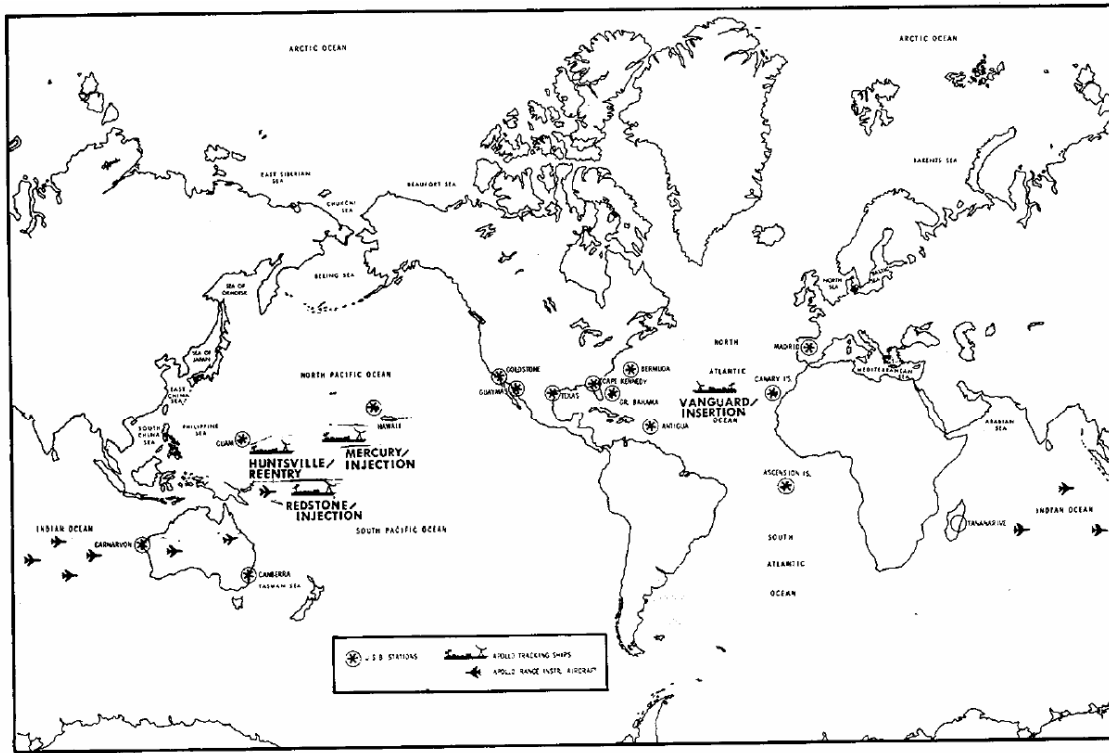 ARCTIC OCEAN
ARCTIC OCEAN
BARENTS SEA
EAST SIBERIAN
SEA
BEAUFORT SEA
CHUKCHI
SEA
BERING SEA
SEA OF
OKHOTSK
NORTH
SEA
BALTIC
SEA
SEA OF
JAPAN
NORTH
MADRID
GOLDSTONE
BERMUDA
ATLANTIC
MEDITERRANEAN
SEA
NORTH PACIFIC OCEAN
EAST
CHINA
SEA
GUAYMAS
TEXAS
CAPE KENNEDY
GR. BAHAMA
CANARY I'S.
VANGUARD/
INSERTION
OCEAN
HAWAII
SOUTH
CHINA
SEA
PHILIPPINE
SEA
GUAM
ANTIGUA
ARABIAN
SEA
MERCURY/
INJECTION
HUNTSVILLE/
REENTRY
ASCENSION IS.
REDSTONE/
INJECTION
INDIAN OCEAN
SOUTH PACIFIC OCEAN
INDIAN OCEAN
TANANARIVE
CARNARVON
SOUTH
ATLANTIC
OCEAN
CANBERRA
TASMAN SEA
U.S.B. STATIONS
APOLLO TRACKING SHIPS
APOLLO RANGE INSTR. AIRCRAFT